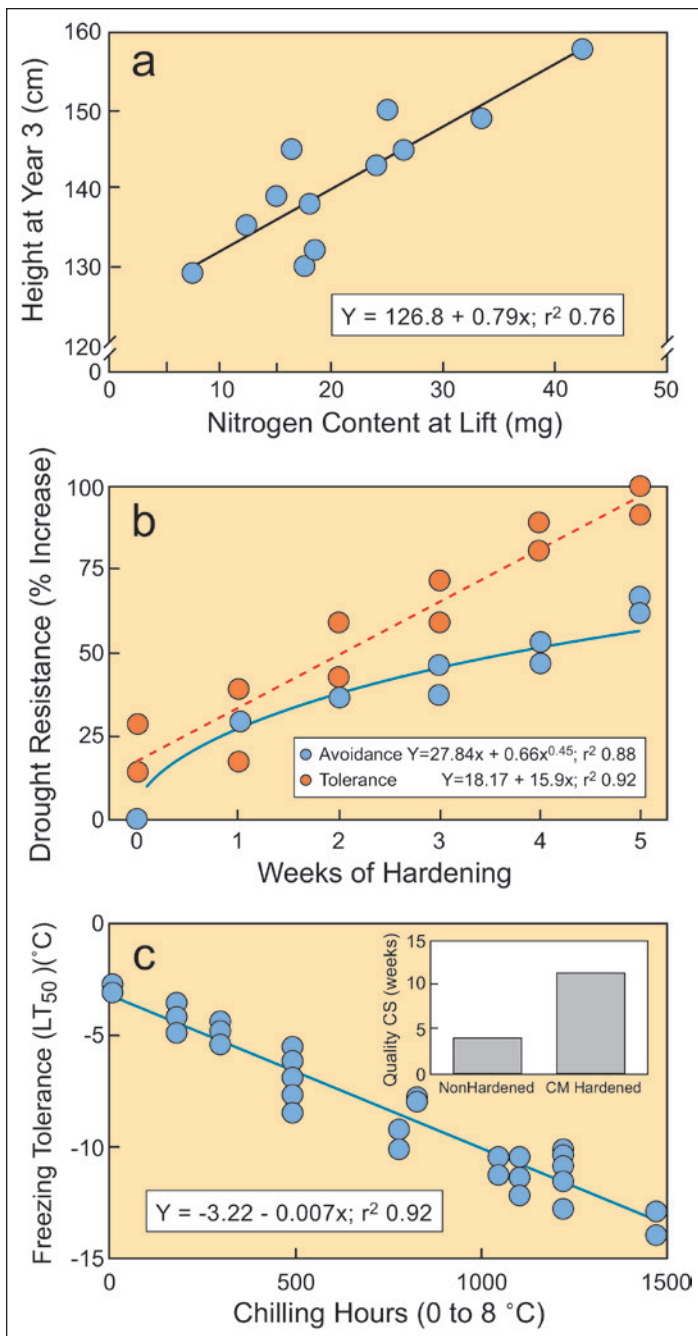 a
Height at Year 3 (cm)
160
150
140
130
120
0
0 10 20 30 40 50
Y = 126.8 + 0.79x; r² 0.76
Nitrogen Content at Lift (mg)
b
Drought Resistance (% Increase)
100
75
50
25
0
0 1 2 3 4 5
Avoidance Y=27.84x + 0.66x^0.45; r² 0.88
Tolerance Y=18.17 + 15.9x; r² 0.92
Weeks of Hardening
c
Freezing Tolerance (LT₅₀)(˚C)
0
-5
-10
-15
0 500 1000 1500
Quality CS (weeks)
15
10
5
0
NonHardened CM Hardened
Y = -3.22 - 0.007x; r² 0.92
Chilling Hours (0 to 8 ˚C)